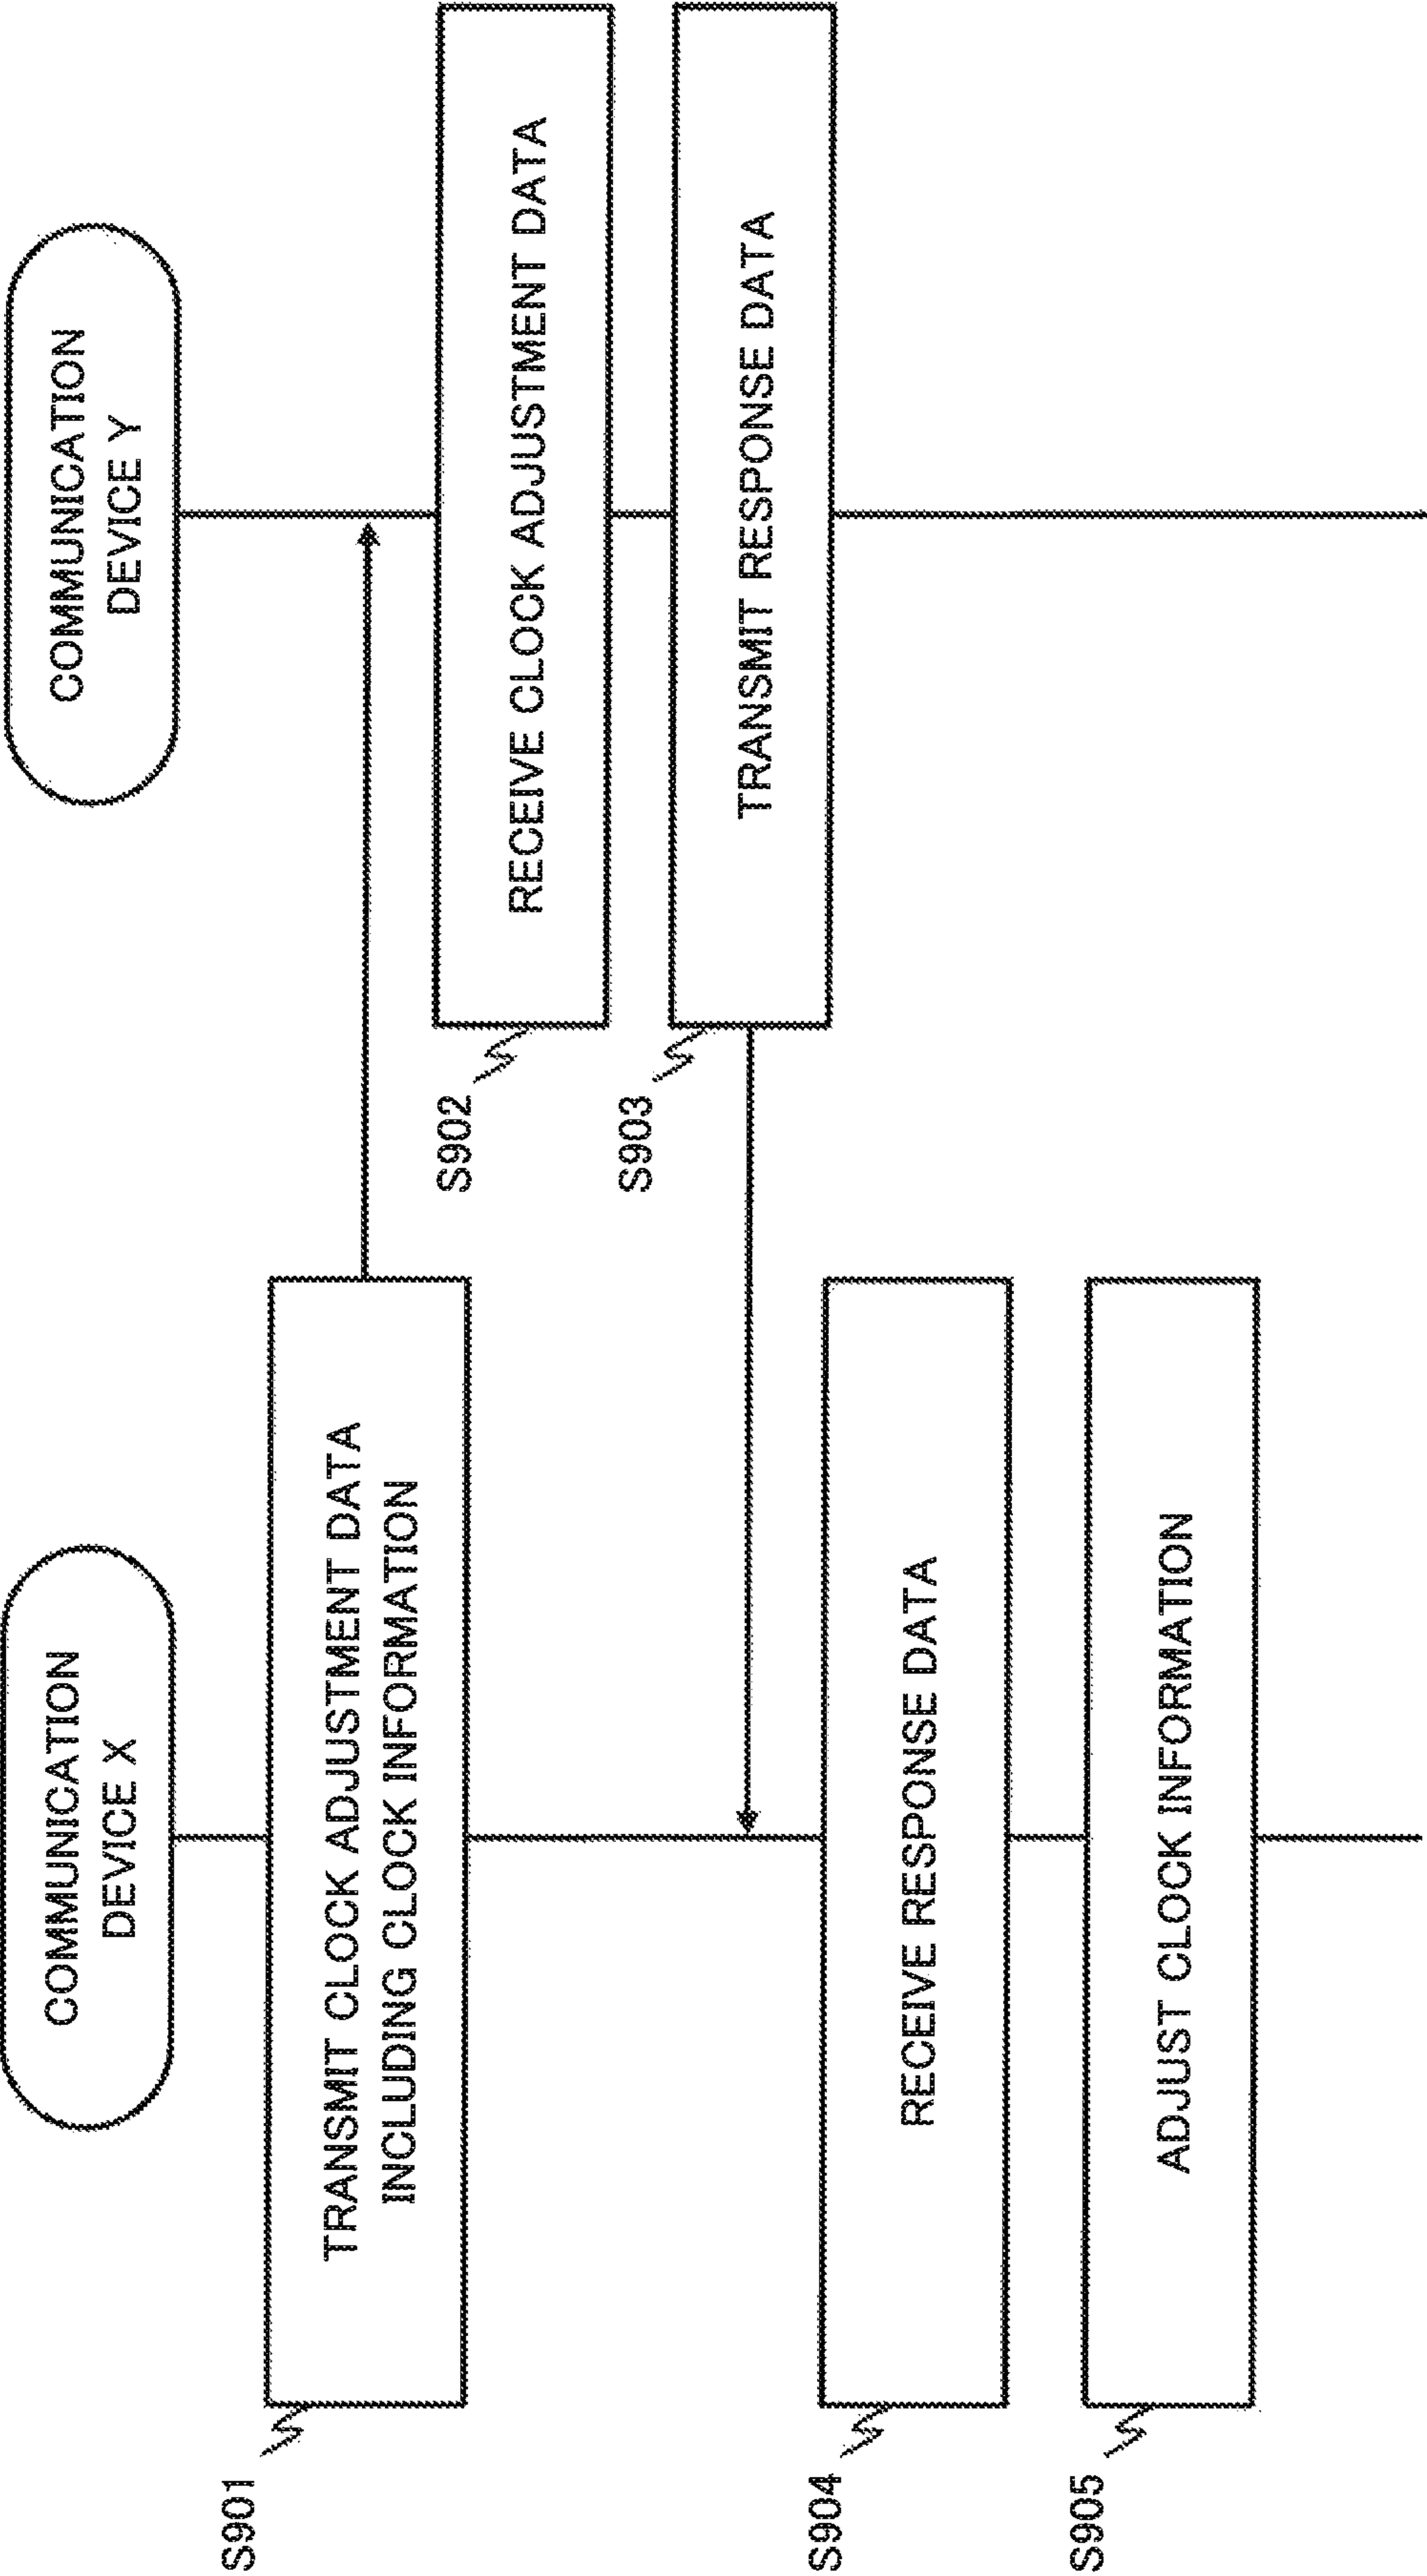 COMMUNICATION
DEVICE X
COMMUNICATION
DEVICE Y
S901
TRANSMIT CLOCK ADJUSTMENT DATA
INCLUDING CLOCK INFORMATION
S902
RECEIVE CLOCK ADJUSTMENT DATA
S903
TRANSMIT RESPONSE DATA
S904
RECEIVE RESPONSE DATA
S905
ADJUST CLOCK INFORMATION